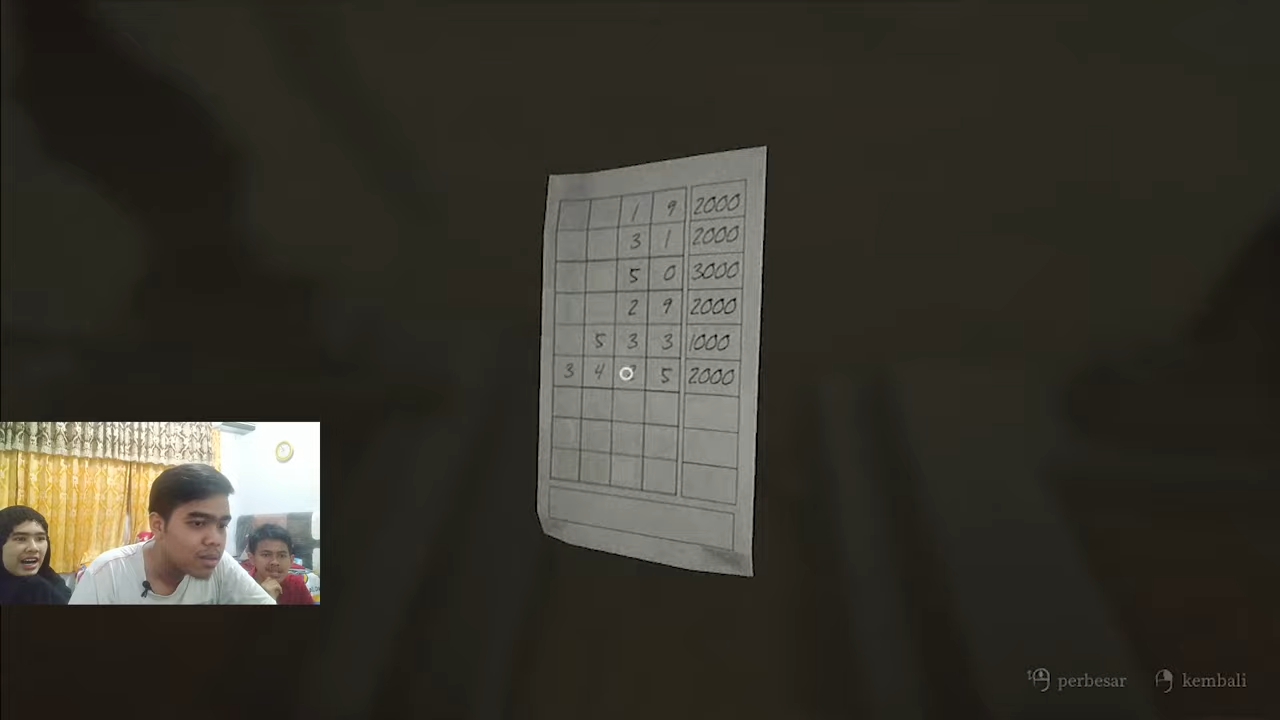 1 9 2000
3 1 2000
5 0 3000
2 9 2000
5 3 3 1000
3 4 5 2000
perbesar kembali